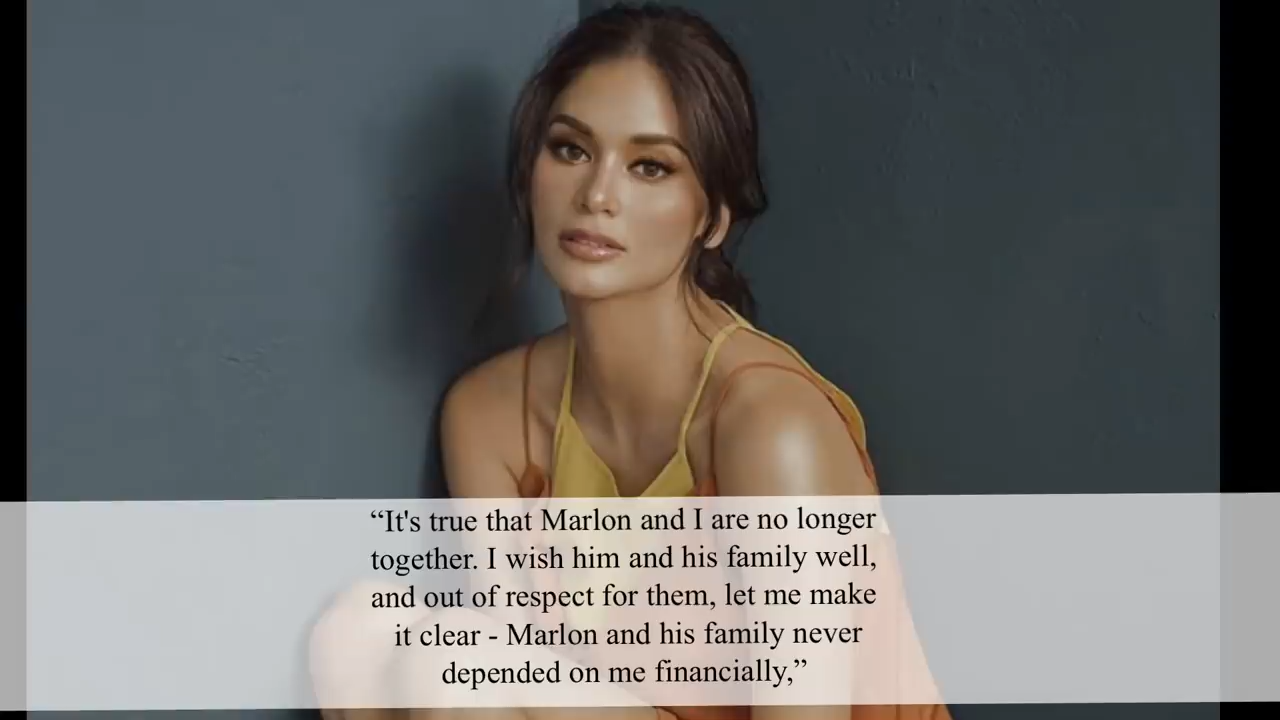 “It's true that Marlon and I are no longer
together. I wish him and his family well,
and out of respect for them, let me make
it clear - Marlon and his family never
depended on me financially,”